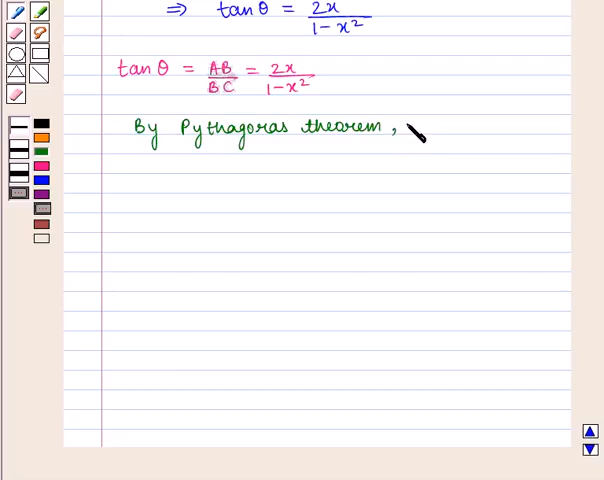 ⇒ tan θ = 2x / 1-x²
tan θ = AB / BC = 2x / 1-x²
By Pythagoras theorem,